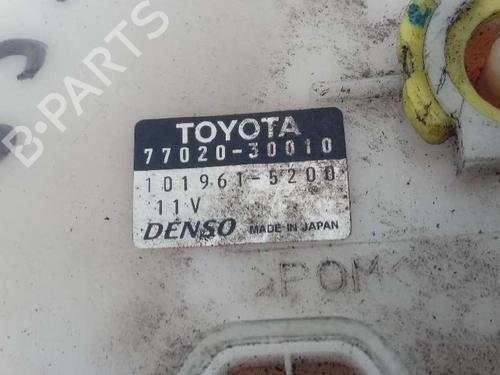 B-PARTS
TOYOTA
77020-30010
101961-5200
11V
DENSO MADE IN JAPAN
>POM<